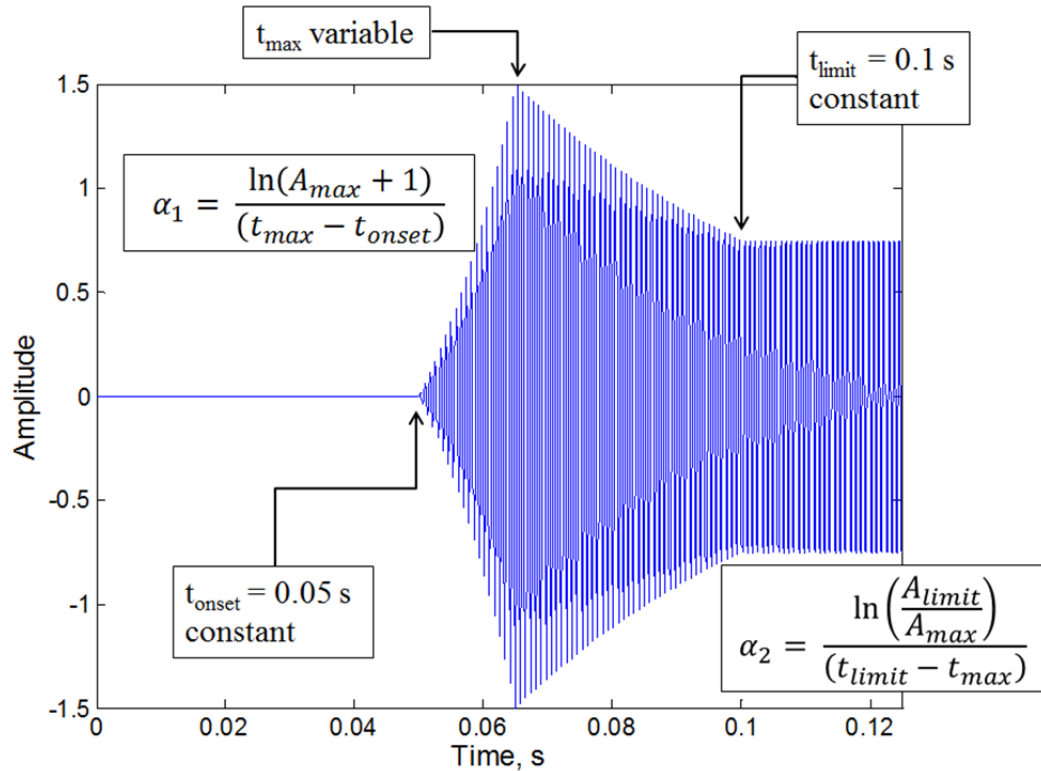 t_max variable
t_limit = 0.1 s
constant
1.5
α_1 = ln(A_max + 1) / (t_max − t_onset)
1
0.5
Amplitude
0
-0.5
t_onset = 0.05 s
constant
-1
α_2 = ln(A_limit / A_max) / (t_limit − t_max)
-1.5
0 0.02 0.04 0.06 0.08 0.1 0.12
Time, s